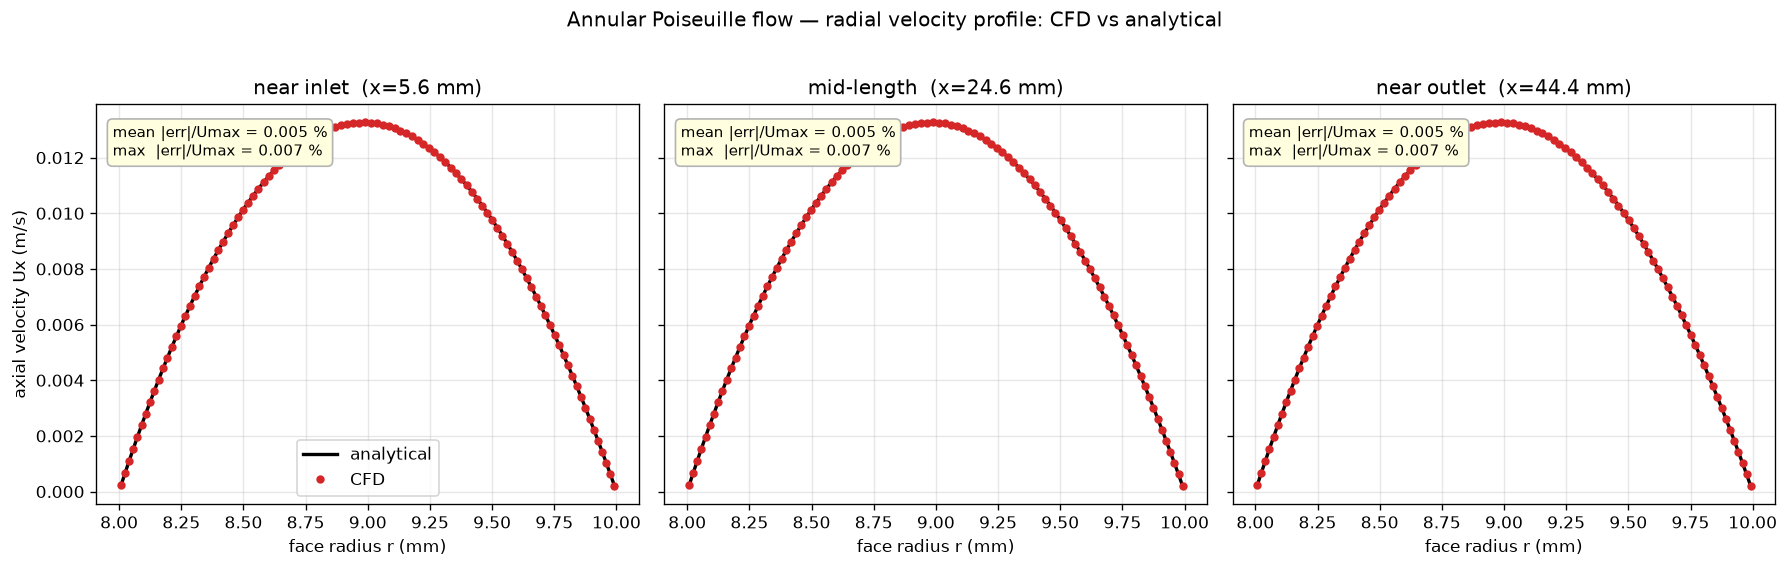 Annular Poiseuille flow — radial velocity profile: CFD vs analytical
near inlet  (x=5.6 mm)
mean |err|/Umax = 0.005 %
max  |err|/Umax = 0.007 %
axial velocity Ux (m/s)
0.012
0.010
0.008
0.006
0.004
0.002
0.000
analytical
CFD
8.00 8.25 8.50 8.75 9.00 9.25 9.50 9.75 10.00
face radius r (mm)
mid-length  (x=24.6 mm)
mean |err|/Umax = 0.005 %
max  |err|/Umax = 0.007 %
8.00 8.25 8.50 8.75 9.00 9.25 9.50 9.75 10.00
face radius r (mm)
near outlet  (x=44.4 mm)
mean |err|/Umax = 0.005 %
max  |err|/Umax = 0.007 %
8.00 8.25 8.50 8.75 9.00 9.25 9.50 9.75 10.00
face radius r (mm)